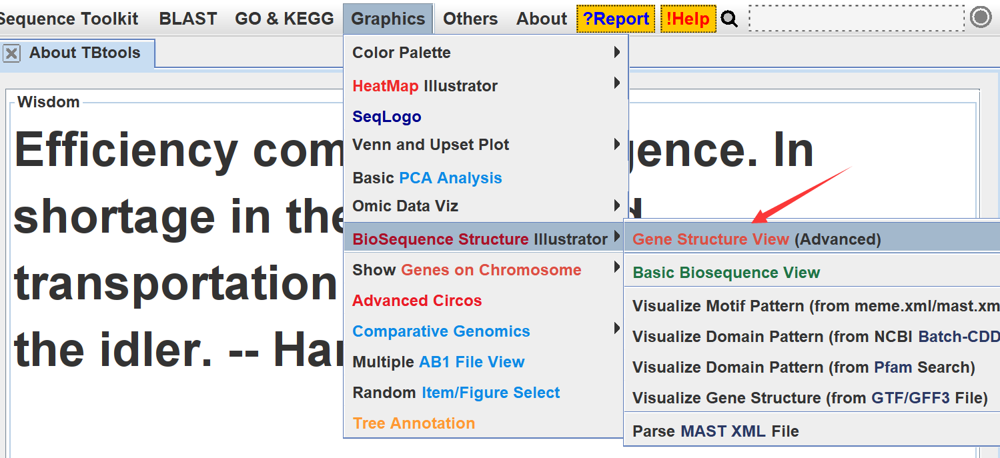 Sequence Toolkit BLAST GO & KEGG Graphics Others About ?Report !Help
About TBtools
Wisdom
Efficiency com gence. In
shortage in the
transportation
the idler. -- Har
Color Palette
HeatMap Illustrator
SeqLogo
Venn and Upset Plot
Basic PCA Analysis
Omic Data Viz
BioSequence Structure Illustrator
Show Genes on Chromosome
Advanced Circos
Comparative Genomics
Multiple AB1 File View
Random Item/Figure Select
Tree Annotation
Gene Structure View (Advanced)
Basic Biosequence View
Visualize Motif Pattern (from meme.xml/mast.xm
Visualize Domain Pattern (from NCBI Batch-CDD
Visualize Domain Pattern (from Pfam Search)
Visualize Gene Structure (from GTF/GFF3 File)
Parse MAST XML File